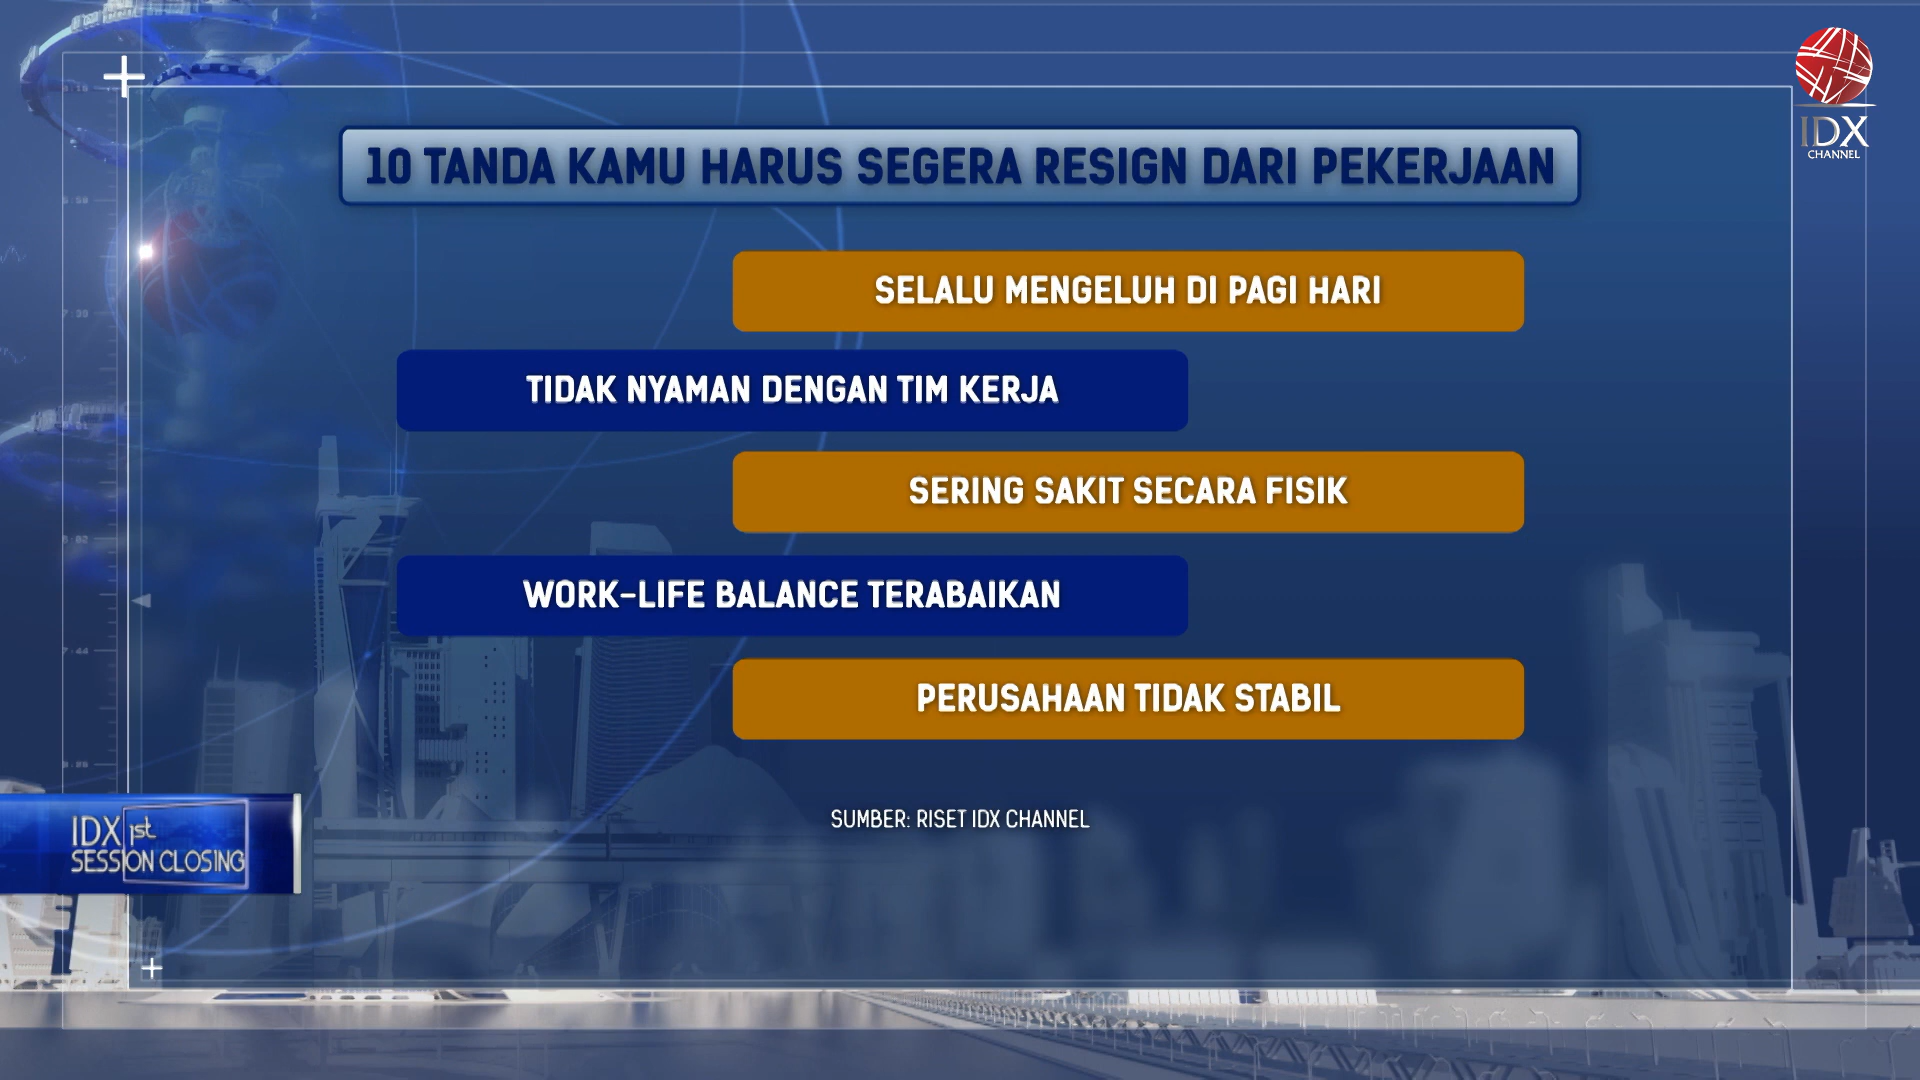 IDX
CHANNEL
10 TANDA KAMU HARUS SEGERA RESIGN DARI PEKERJAAN
SELALU MENGELUH DI PAGI HARI
TIDAK NYAMAN DENGAN TIM KERJA
SERING SAKIT SECARA FISIK
WORK-LIFE BALANCE TERABAIKAN
PERUSAHAAN TIDAK STABIL
SUMBER: RISET IDX CHANNEL
IDX 1st
SESSION CLOSING